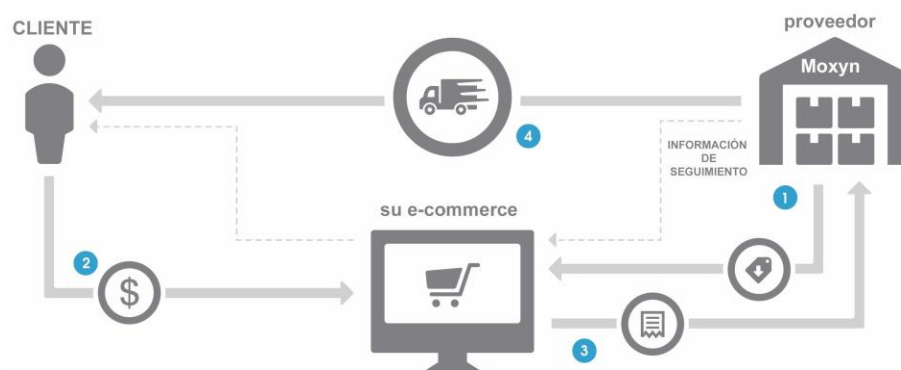 CLIENTE
proveedor
Moxyn
4
INFORMACIÓN
DE
SEGUIMIENTO
1
su e-commerce
2
$
3